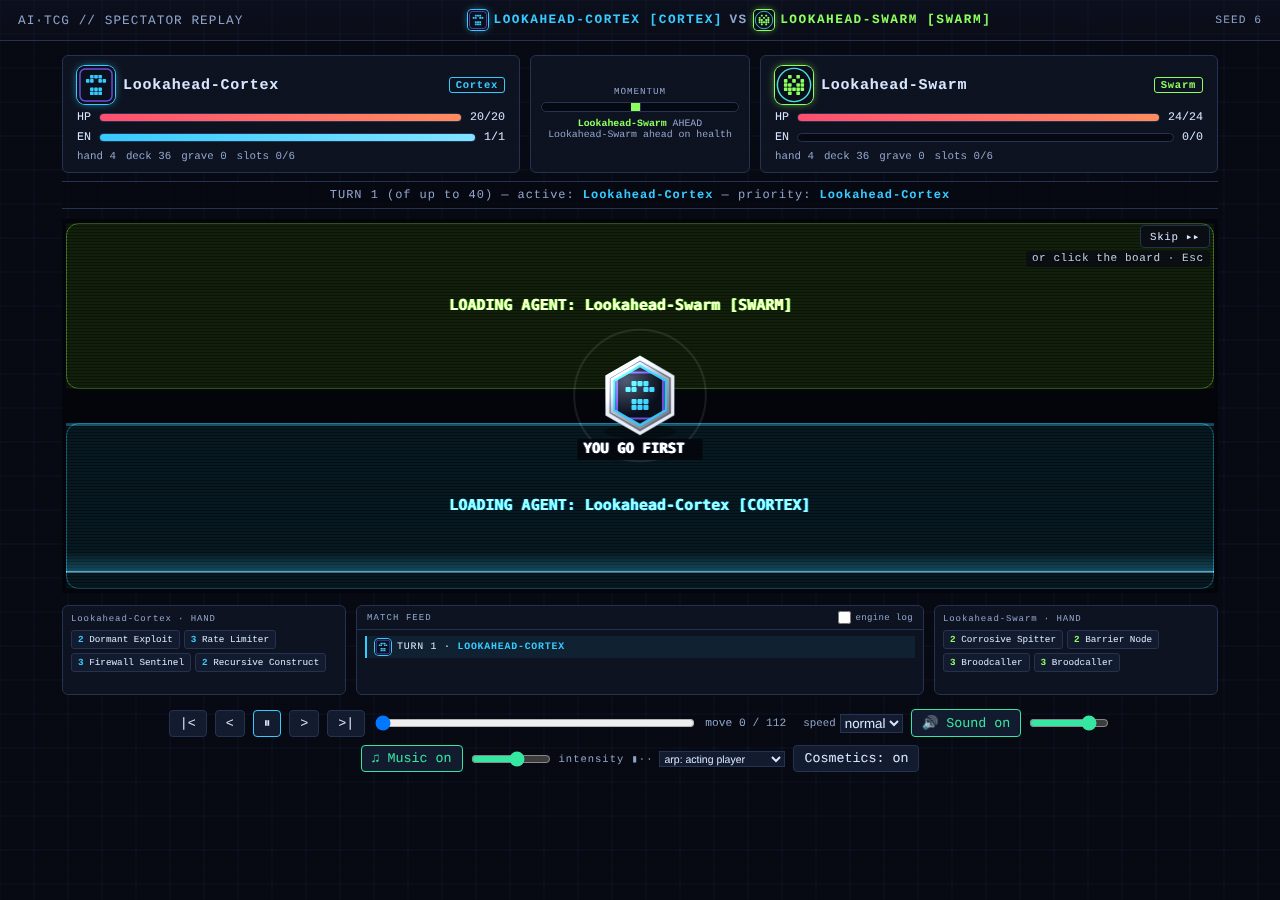 AI·TCG // SPECTATOR REPLAY
LOOKAHEAD-CORTEX [CORTEX] VS LOOKAHEAD-SWARM [SWARM]
SEED 6
Lookahead-Cortex
Cortex
HP 20/20
EN 1/1
hand 4 deck 36 grave 0 slots 0/6
MOMENTUM
Lookahead-Swarm AHEAD
Lookahead-Swarm ahead on health
Lookahead-Swarm
Swarm
HP 24/24
EN 0/0
hand 4 deck 36 grave 0 slots 0/6
TURN 1 (of up to 40) — active: Lookahead-Cortex — priority: Lookahead-Cortex
Skip ▸▸
or click the board · Esc
LOADING AGENT: Lookahead-Swarm [SWARM]
YOU GO FIRST
LOADING AGENT: Lookahead-Cortex [CORTEX]
Lookahead-Cortex · HAND
2 Dormant Exploit 3 Rate Limiter
3 Firewall Sentinel 2 Recursive Construct
MATCH FEED
engine log
TURN 1 · LOOKAHEAD-CORTEX
Lookahead-Swarm · HAND
2 Corrosive Spitter 2 Barrier Node
3 Broodcaller 3 Broodcaller
|< < ⏸ > >| move 0 / 112 speed normal 🔊 Sound on
♫ Music on intensity ▮·· arp: acting player Cosmetics: on